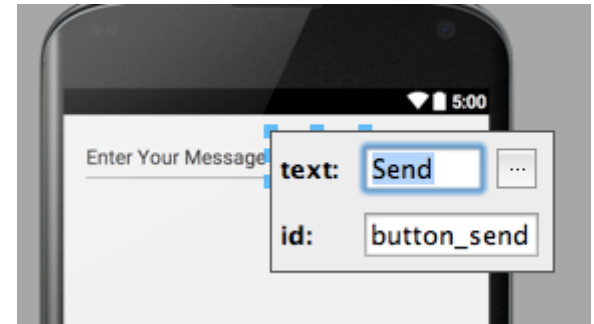 5:00
Enter Your Message
text: Send ...
id: button_send